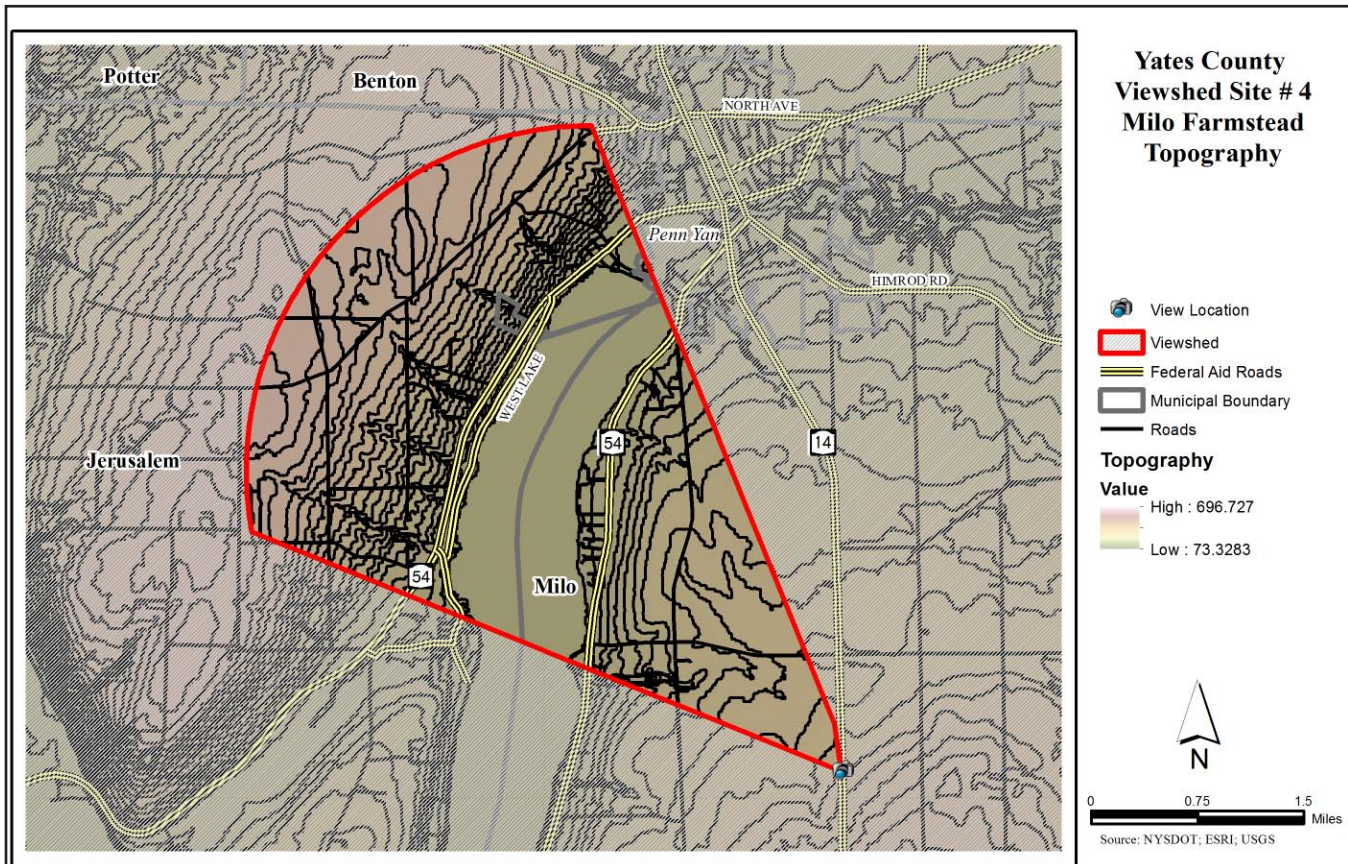 Yates County
Viewshed Site # 4
Milo Farmstead
Topography
Potter
Benton
NORTH AVE
Penn Yan
HIMROD RD
WEST LAKE
54
14
Jerusalem
54
Milo
View Location
Viewshed
Federal Aid Roads
Municipal Boundary
Roads
Topography
Value
High : 696.727
Low : 73.3283
N
0 0.75 1.5
Miles
Source: NYSDOT; ESRI; USGS